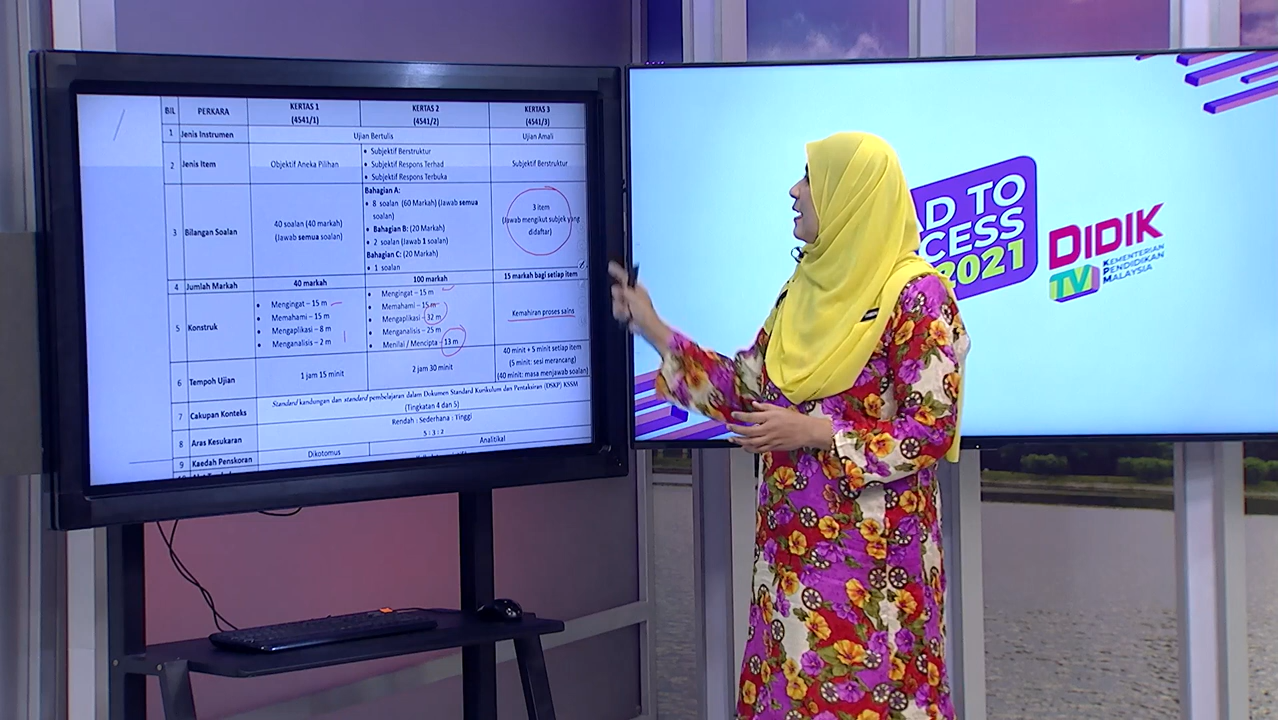 BIL PERKARA KERTAS 1 (4541/1) KERTAS 2 (4541/2) KERTAS 3 (4541/3)
1 Jenis Instrumen Ujian Bertulis Ujian Amali
2 Jenis Item Objektif Aneka Pilihan
• Subjektif Berstruktur
• Subjektif Respons Terhad
• Subjektif Respons Terbuka
Subjektif Berstruktur
3 Bilangan Soalan
40 soalan (40 markah)
(Jawab semua soalan)
Bahagian A:
• 8 soalan (60 Markah) (Jawab semua
soalan)
• Bahagian B: (20 Markah)
• 2 soalan (Jawab 1 soalan)
Bahagian C: (20 Markah)
• 1 soalan
3 item
(Jawab mengikut subjek yang
didaftar)
4 Jumlah Markah 40 markah 100 markah 15 markah bagi setiap item
5 Konstruk
• Mengingat – 15 m
• Memahami – 15 m
• Mengaplikasi – 8 m
• Menganalisis – 2 m
• Mengingat – 15 m
• Memahami – 15 m
• Mengaplikasi – 32 m
• Menganalisis – 25 m
• Menilai / Mencipta – 13 m
Kemahiran proses sains
6 Tempoh Ujian 1 jam 15 minit 2 jam 30 minit
40 minit + 5 minit setiap item
(5 minit: sesi merancang)
(40 minit: masa menjawab soalan)
7 Cakupan Konteks
Standard kandungan dan standard pembelajaran dalam Dokumen Standard Kurikulum dan Pentaksiran (DSKP) KSSM
(Tingkatan 4 dan 5)
8 Aras Kesukaran
Rendah : Sederhana : Tinggi
5 : 3 : 2
9 Kaedah Penskoran Dikotomus Analitikal
D TO
CESS
2021
DIDIK
TV
KEMENTERIAN
PENDIDIKAN
MALAYSIA